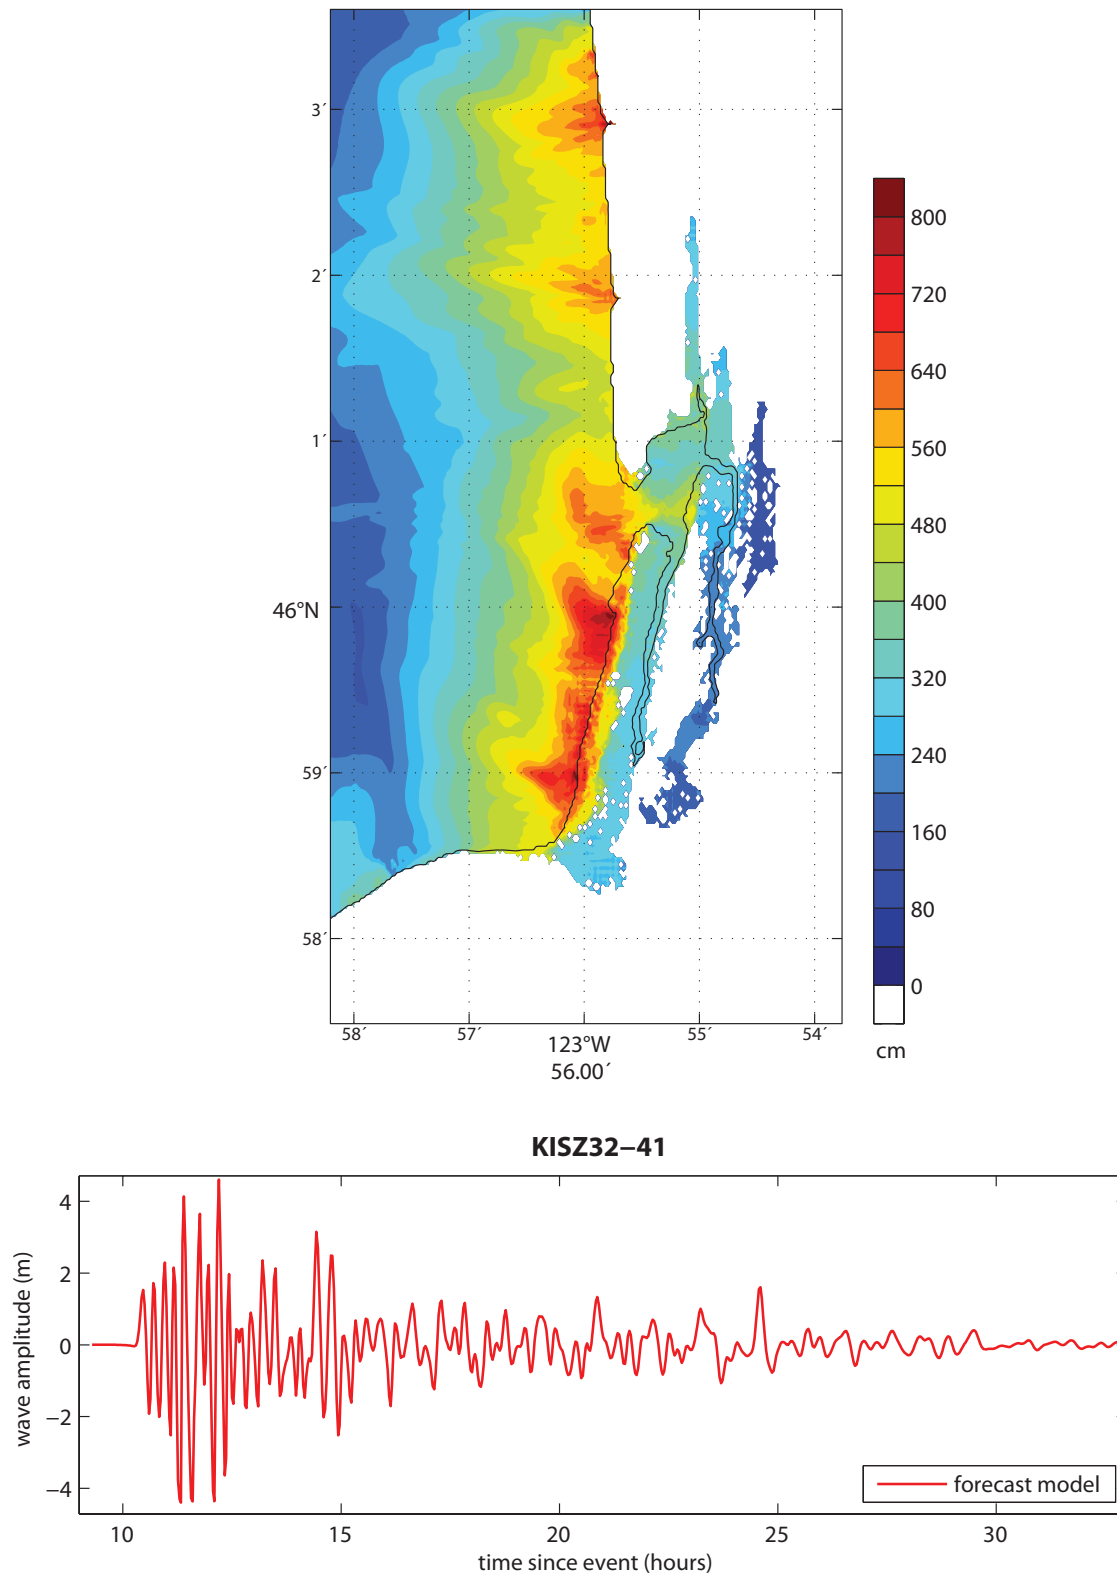 3´
2´
1´
46°N
59´
58´
58´ 57´ 123°W 55´ 54´
56.00´
800
720
640
560
480
400
320
240
160
80
0
cm
KISZ32−41
4
2
0
−2
−4
wave amplitude (m)
forecast model
10 15 20 25 30
time since event (hours)